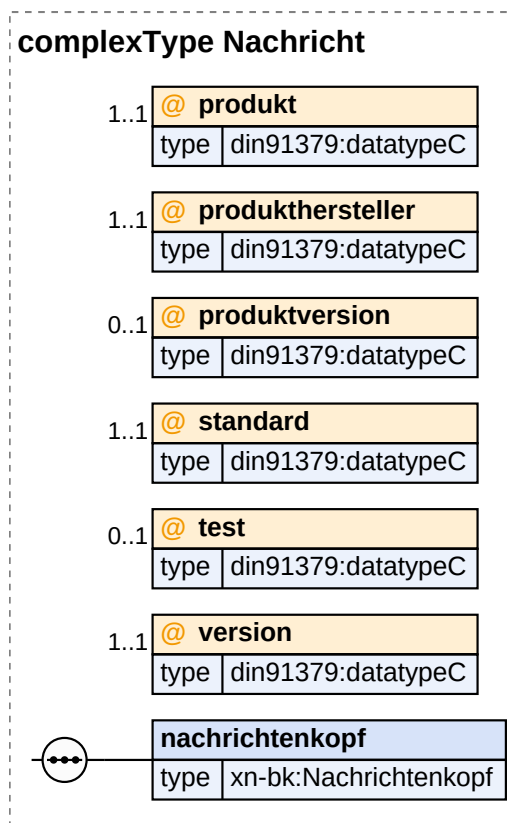 complexType Nachricht
1..1 @ produkt
type din91379:datatypeC
1..1 @ produkthersteller
type din91379:datatypeC
0..1 @ produktversion
type din91379:datatypeC
1..1 @ standard
type din91379:datatypeC
0..1 @ test
type din91379:datatypeC
1..1 @ version
type din91379:datatypeC
nachrichtenkopf
type xn-bk:Nachrichtenkopf